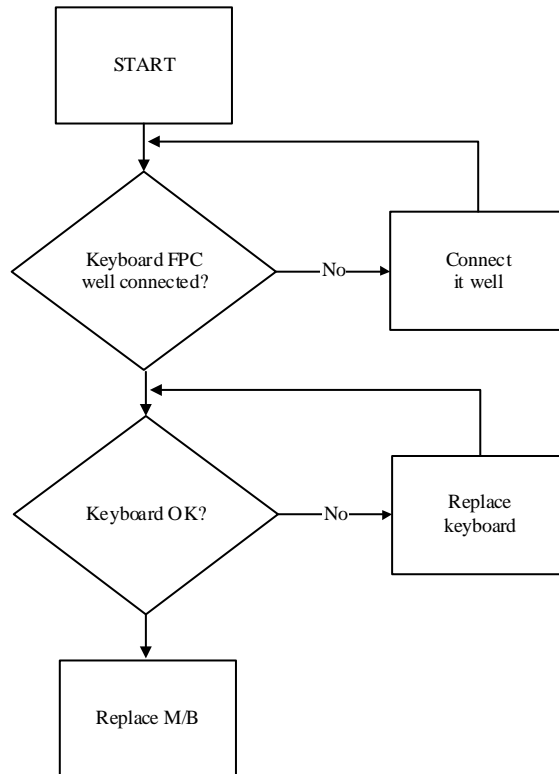 START
Keyboard FPC
well connected?
No
Connect
it well
Keyboard OK?
No
Replace
keyboard
Replace M/B